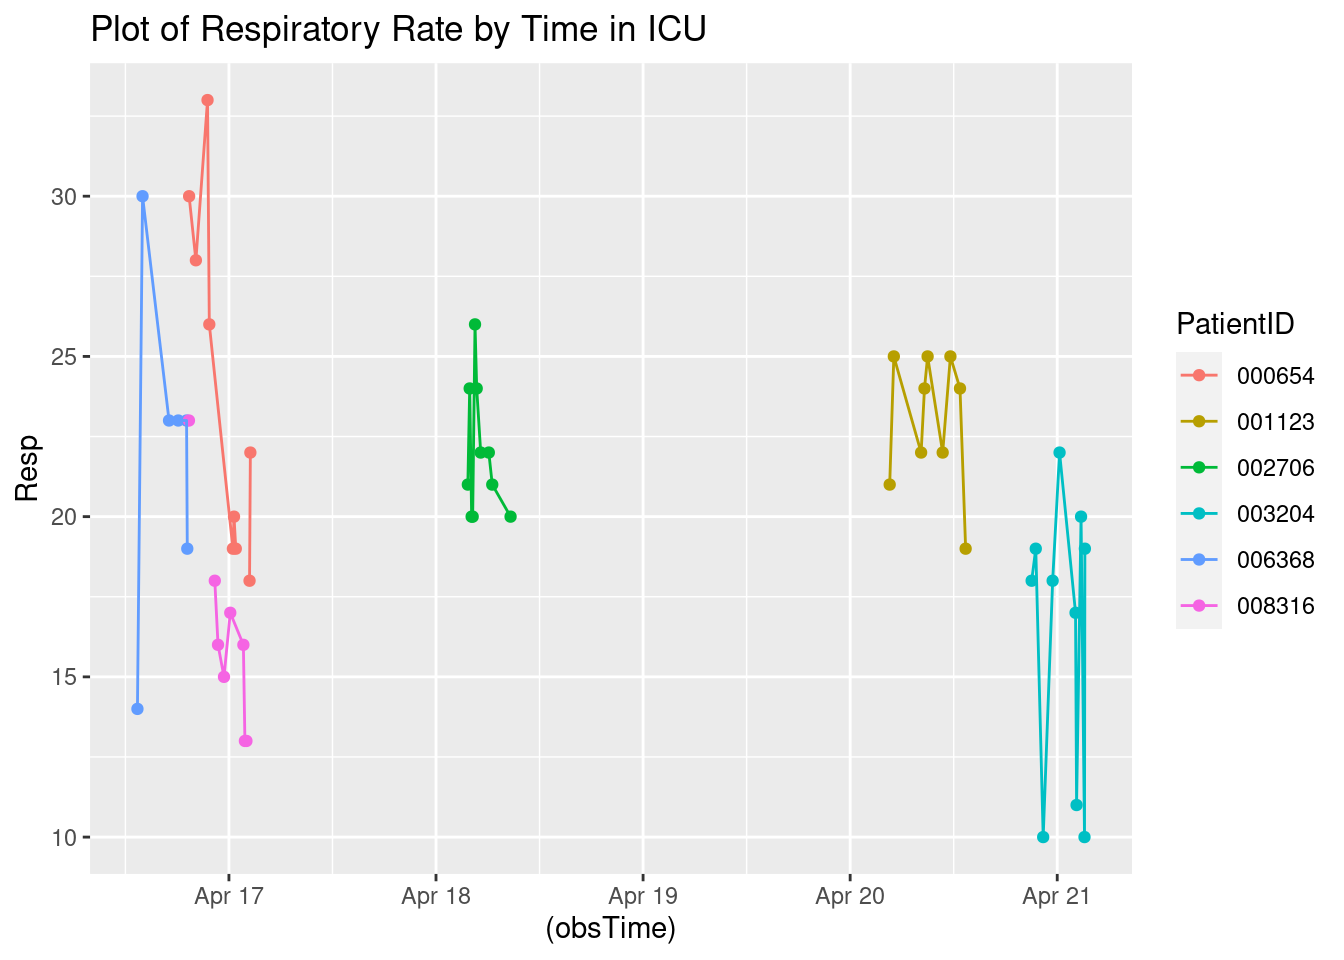 Plot of Respiratory Rate by Time in ICU
Resp
30
25
20
15
10
Apr 17 Apr 18 Apr 19 Apr 20 Apr 21
(obsTime)
PatientID
000654
001123
002706
003204
006368
008316